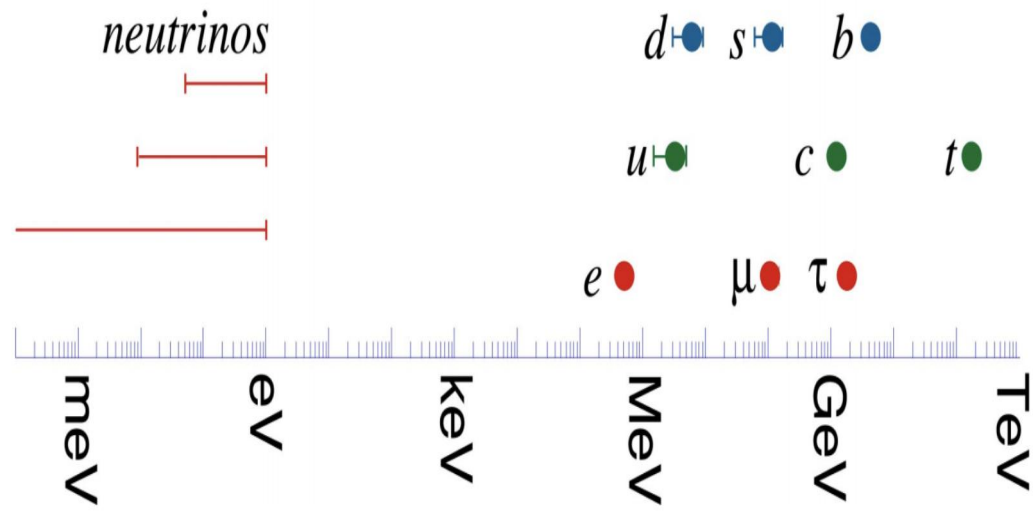 neutrinos
d s b
u c t
e μ τ
meV eV keV MeV GeV TeV